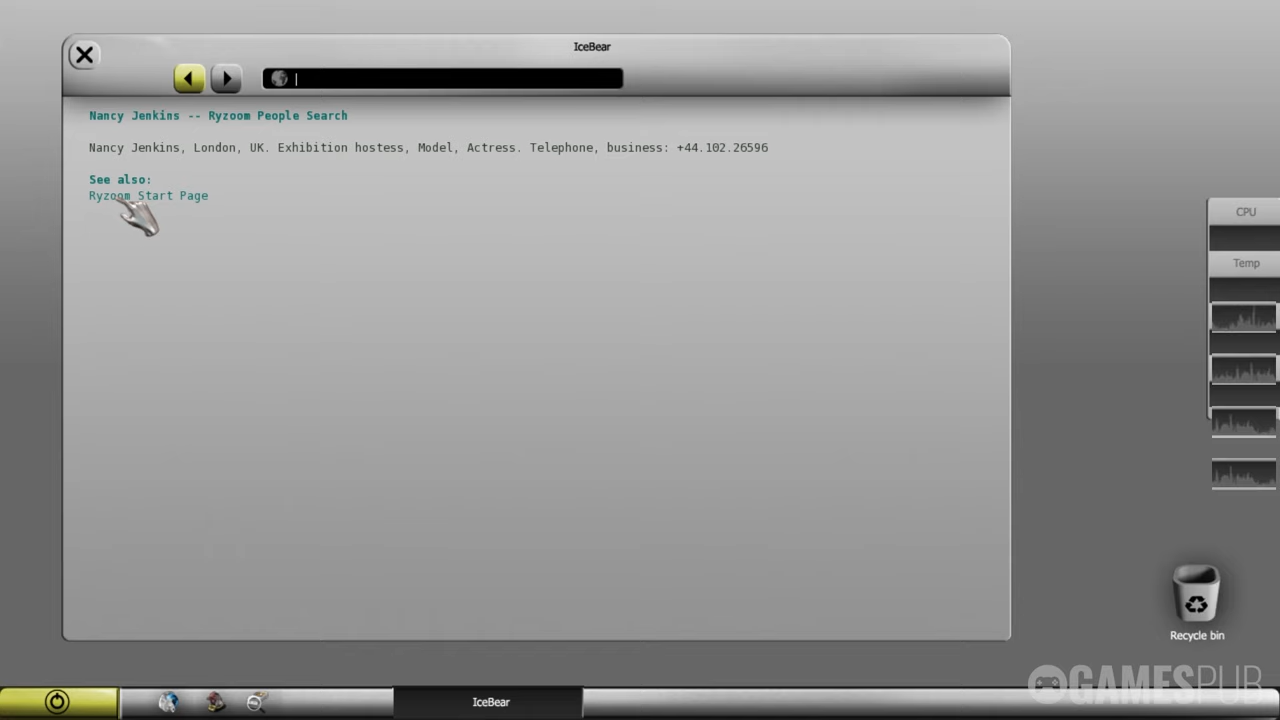 IceBear
Nancy Jenkins -- Ryzoom People Search
Nancy Jenkins, London, UK. Exhibition hostess, Model, Actress. Telephone, business: +44.102.26596
See also:
Ryzoom Start Page
CPU
Temp
Recycle bin
GAMESPUB
IceBear